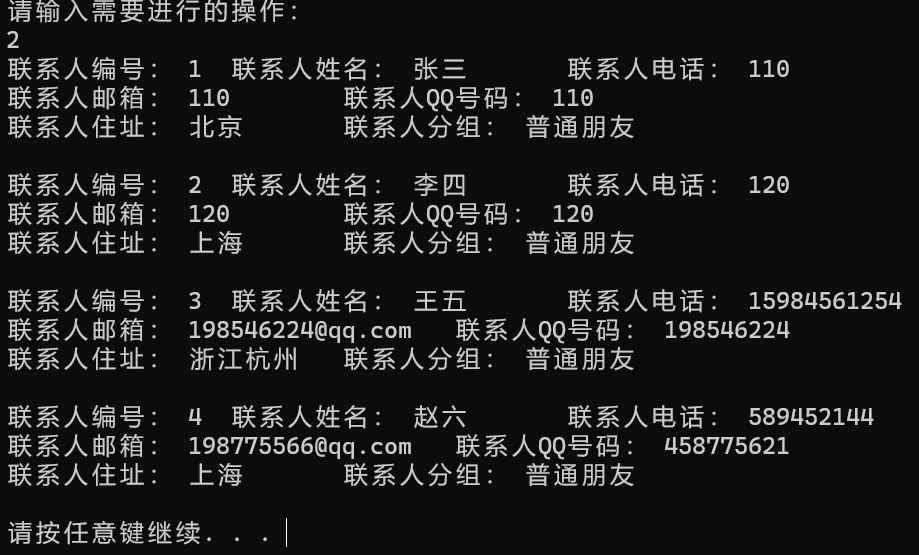 请输入需要进行的操作：
2
联系人编号： 1 联系人姓名： 张三 联系人电话： 110
联系人邮箱： 110 联系人QQ号码： 110
联系人住址： 北京 联系人分组： 普通朋友
联系人编号： 2 联系人姓名： 李四 联系人电话： 120
联系人邮箱： 120 联系人QQ号码： 120
联系人住址： 上海 联系人分组： 普通朋友
联系人编号： 3 联系人姓名： 王五 联系人电话： 15984561254
联系人邮箱： 198546224@qq.com 联系人QQ号码： 198546224
联系人住址： 浙江杭州 联系人分组： 普通朋友
联系人编号： 4 联系人姓名： 赵六 联系人电话： 589452144
联系人邮箱： 198775566@qq.com 联系人QQ号码： 458775621
联系人住址： 上海 联系人分组： 普通朋友
请按任意键继续. . .